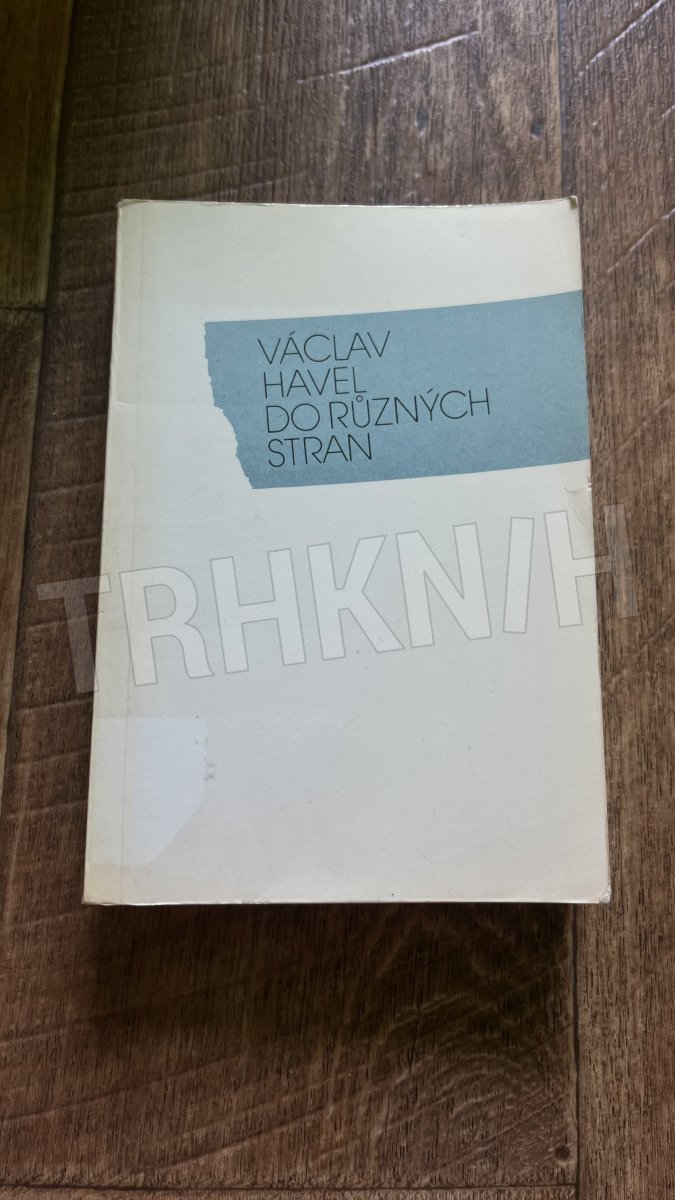 VÁCLAV
HAVEL
DO RŮZNÝCH
STRAN
TRHKNIH